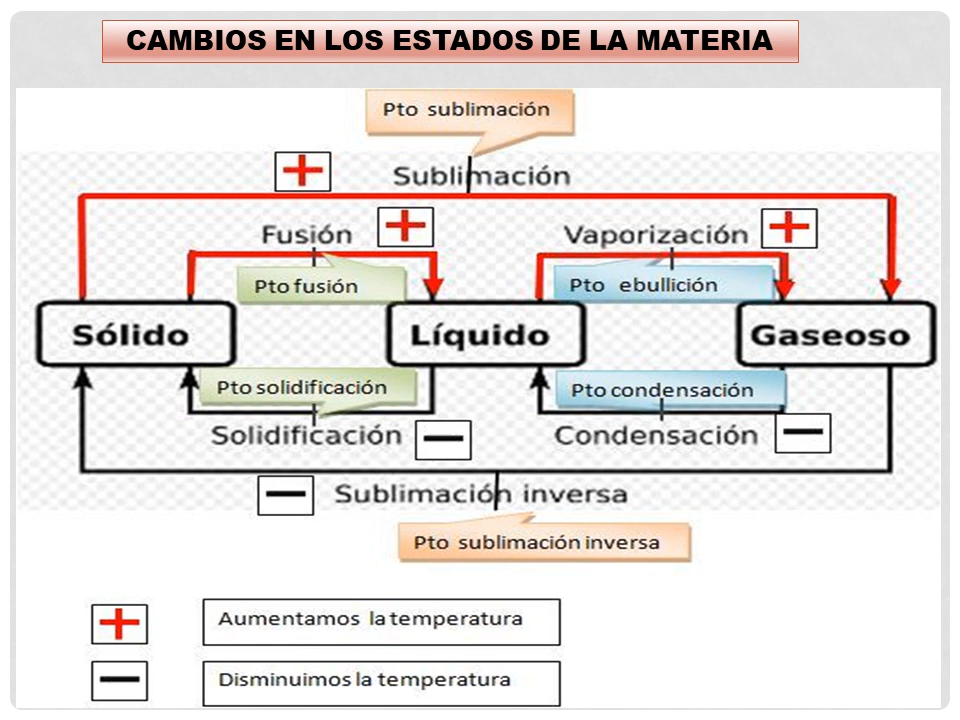 CAMBIOS EN LOS ESTADOS DE LA MATERIA
Pto sublimación
+
Sublimación
Fusión
+
Vaporización
+
Pto fusión
Pto ebullición
Sólido
Líquido
Gaseoso
Pto solidificación
Pto condensación
Solidificación
−
Condensación
−
−
Sublimación inversa
Pto sublimación inversa
+
Aumentamos la temperatura
−
Disminuimos la temperatura